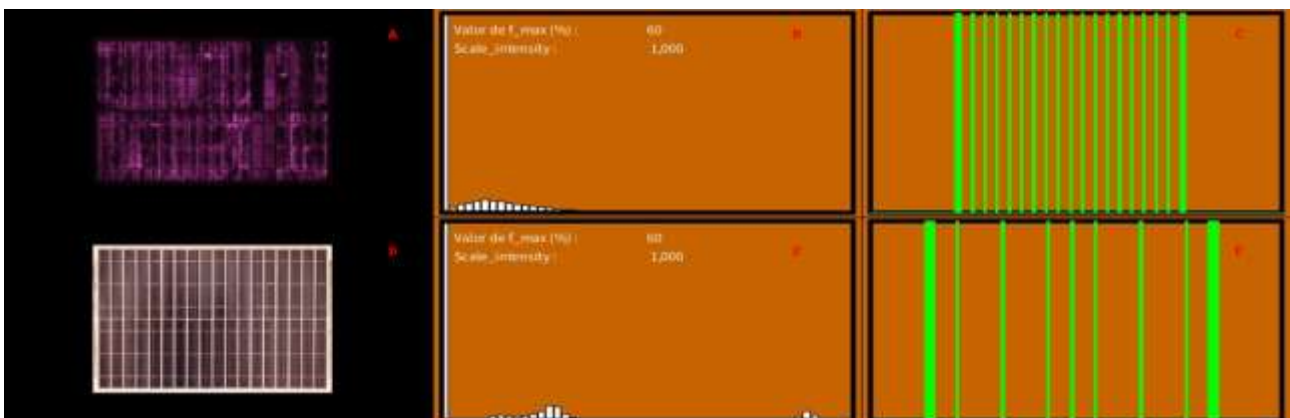 A
Valor de f_max (%) : 60
Scale_intensity : 1,000
B
C
D
Valor de f_max (%) : 60
Scale_intensity : 1,000